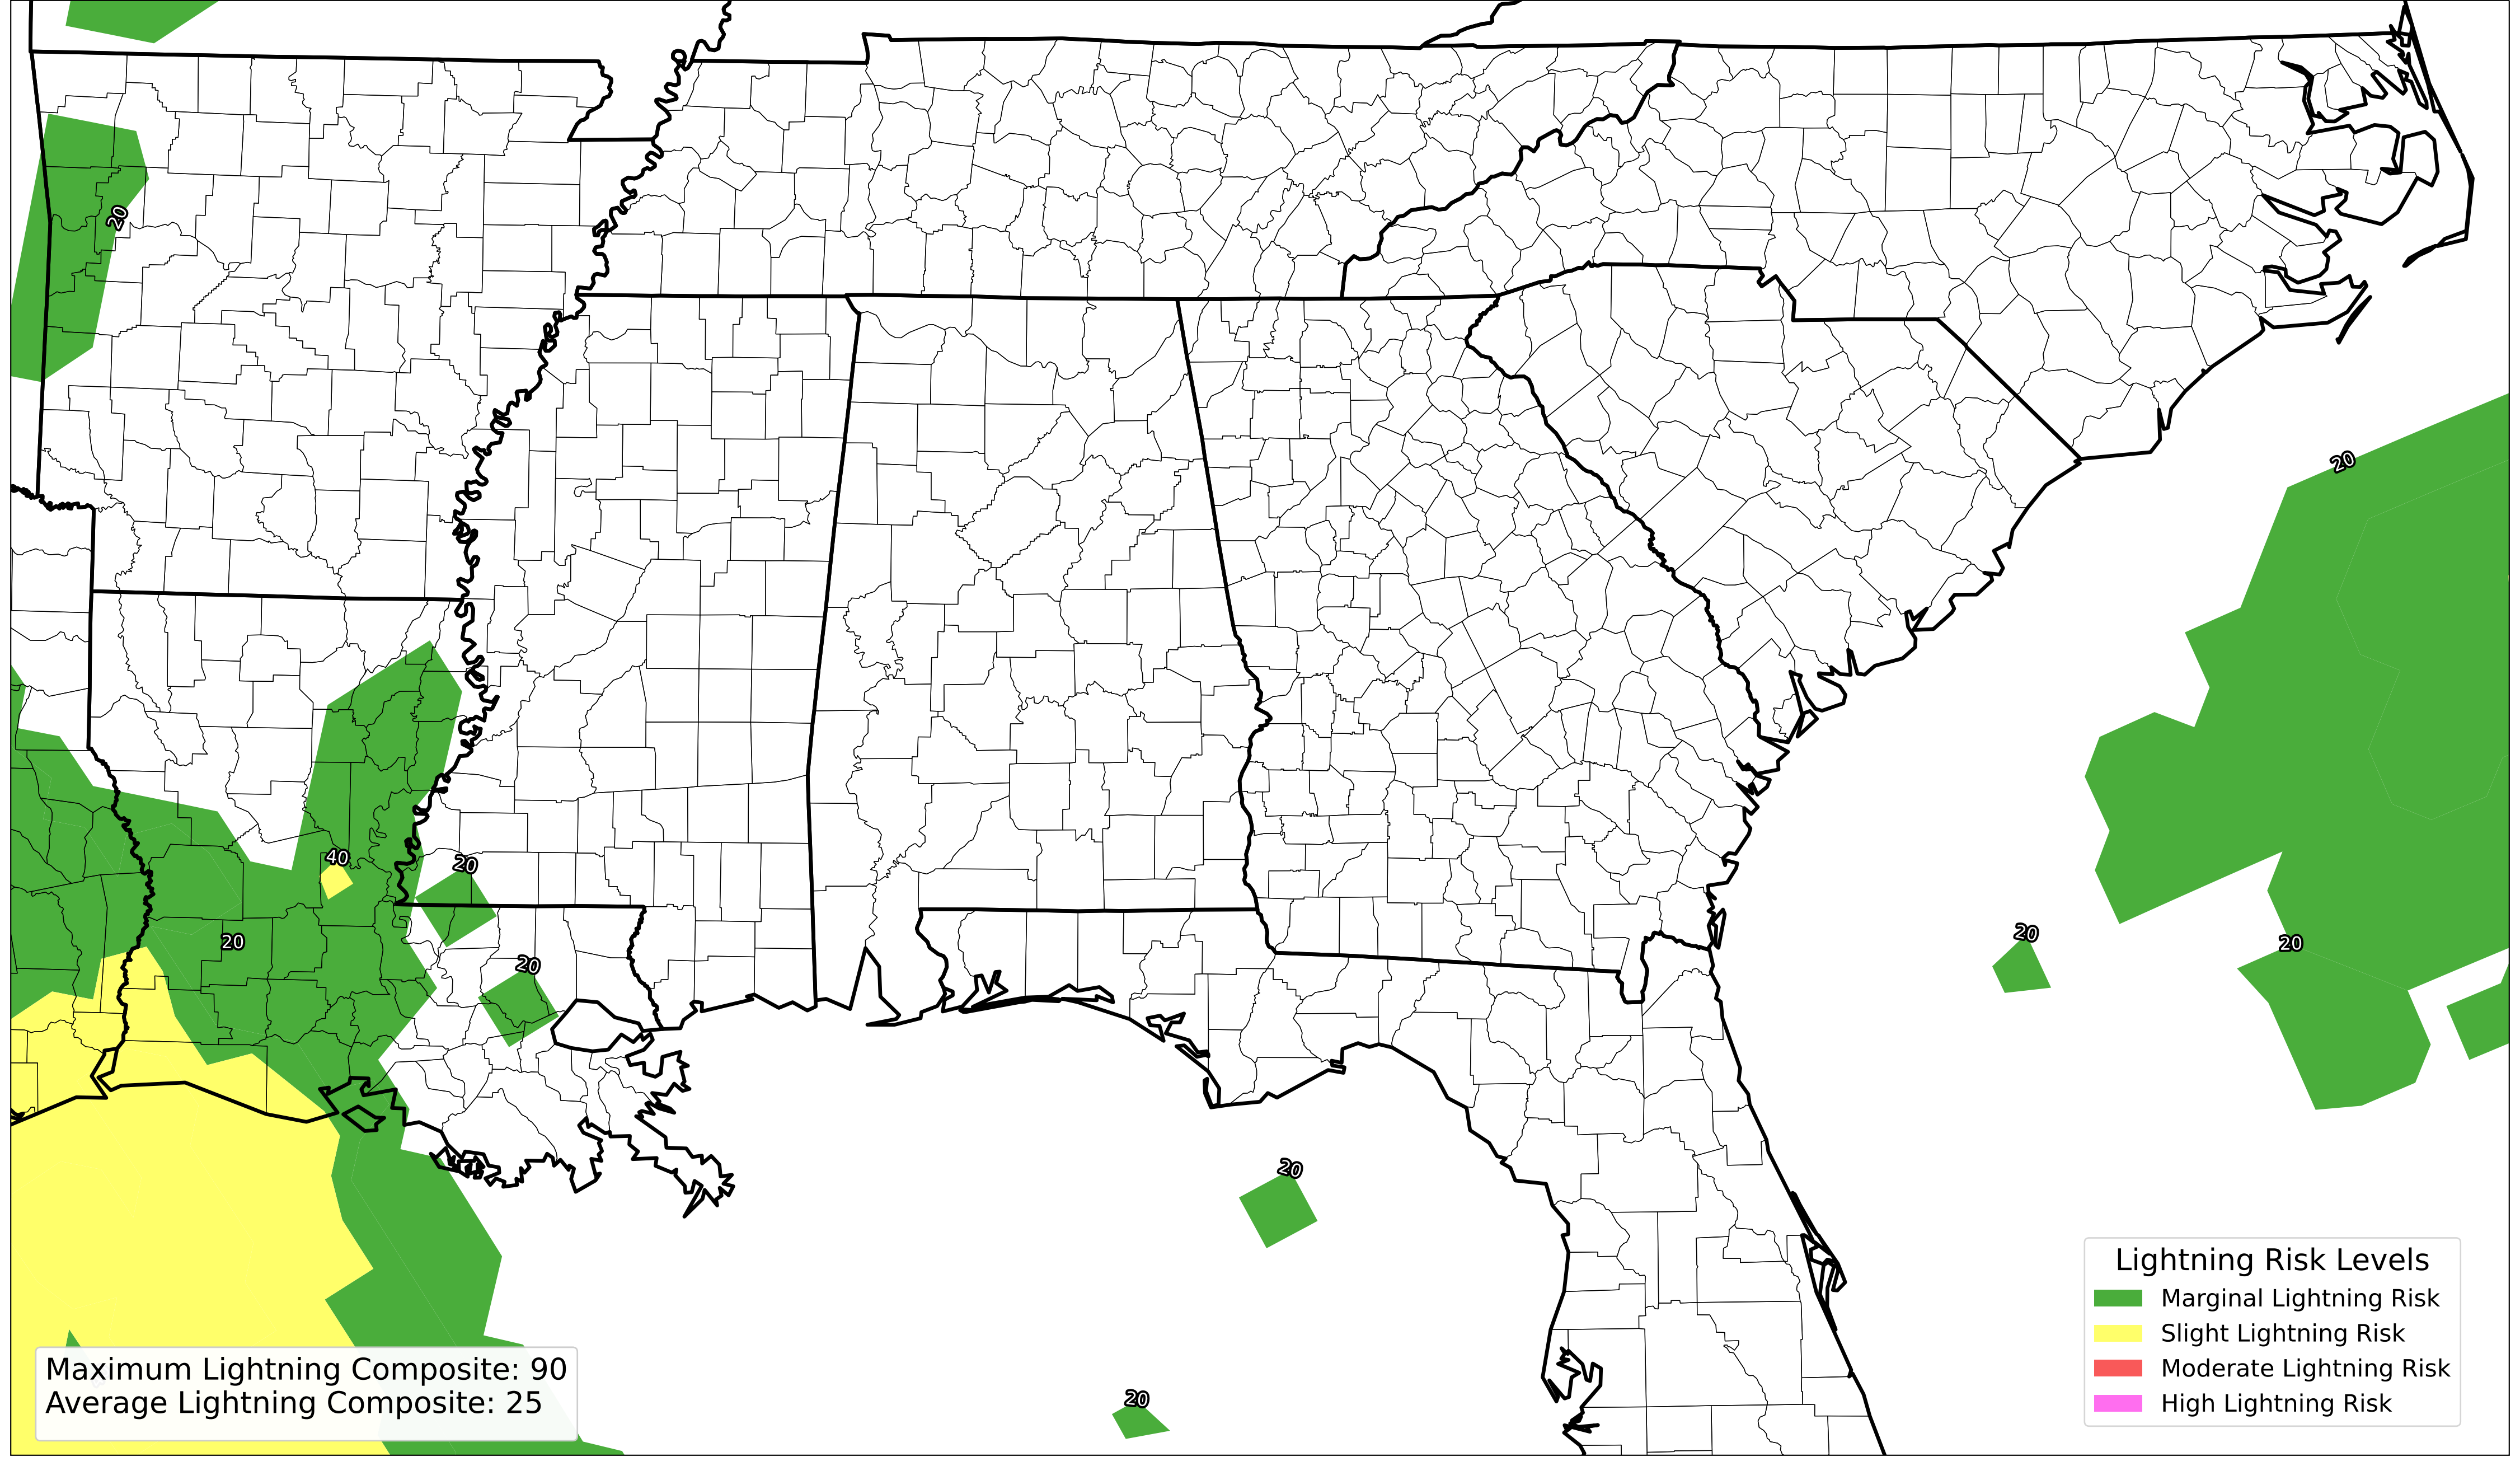 20
20
40
20
20
20
20
20
20
20
Lightning Risk Levels
Marginal Lightning Risk
Slight Lightning Risk
Moderate Lightning Risk
High Lightning Risk
Maximum Lightning Composite: 90
Average Lightning Composite: 25
20